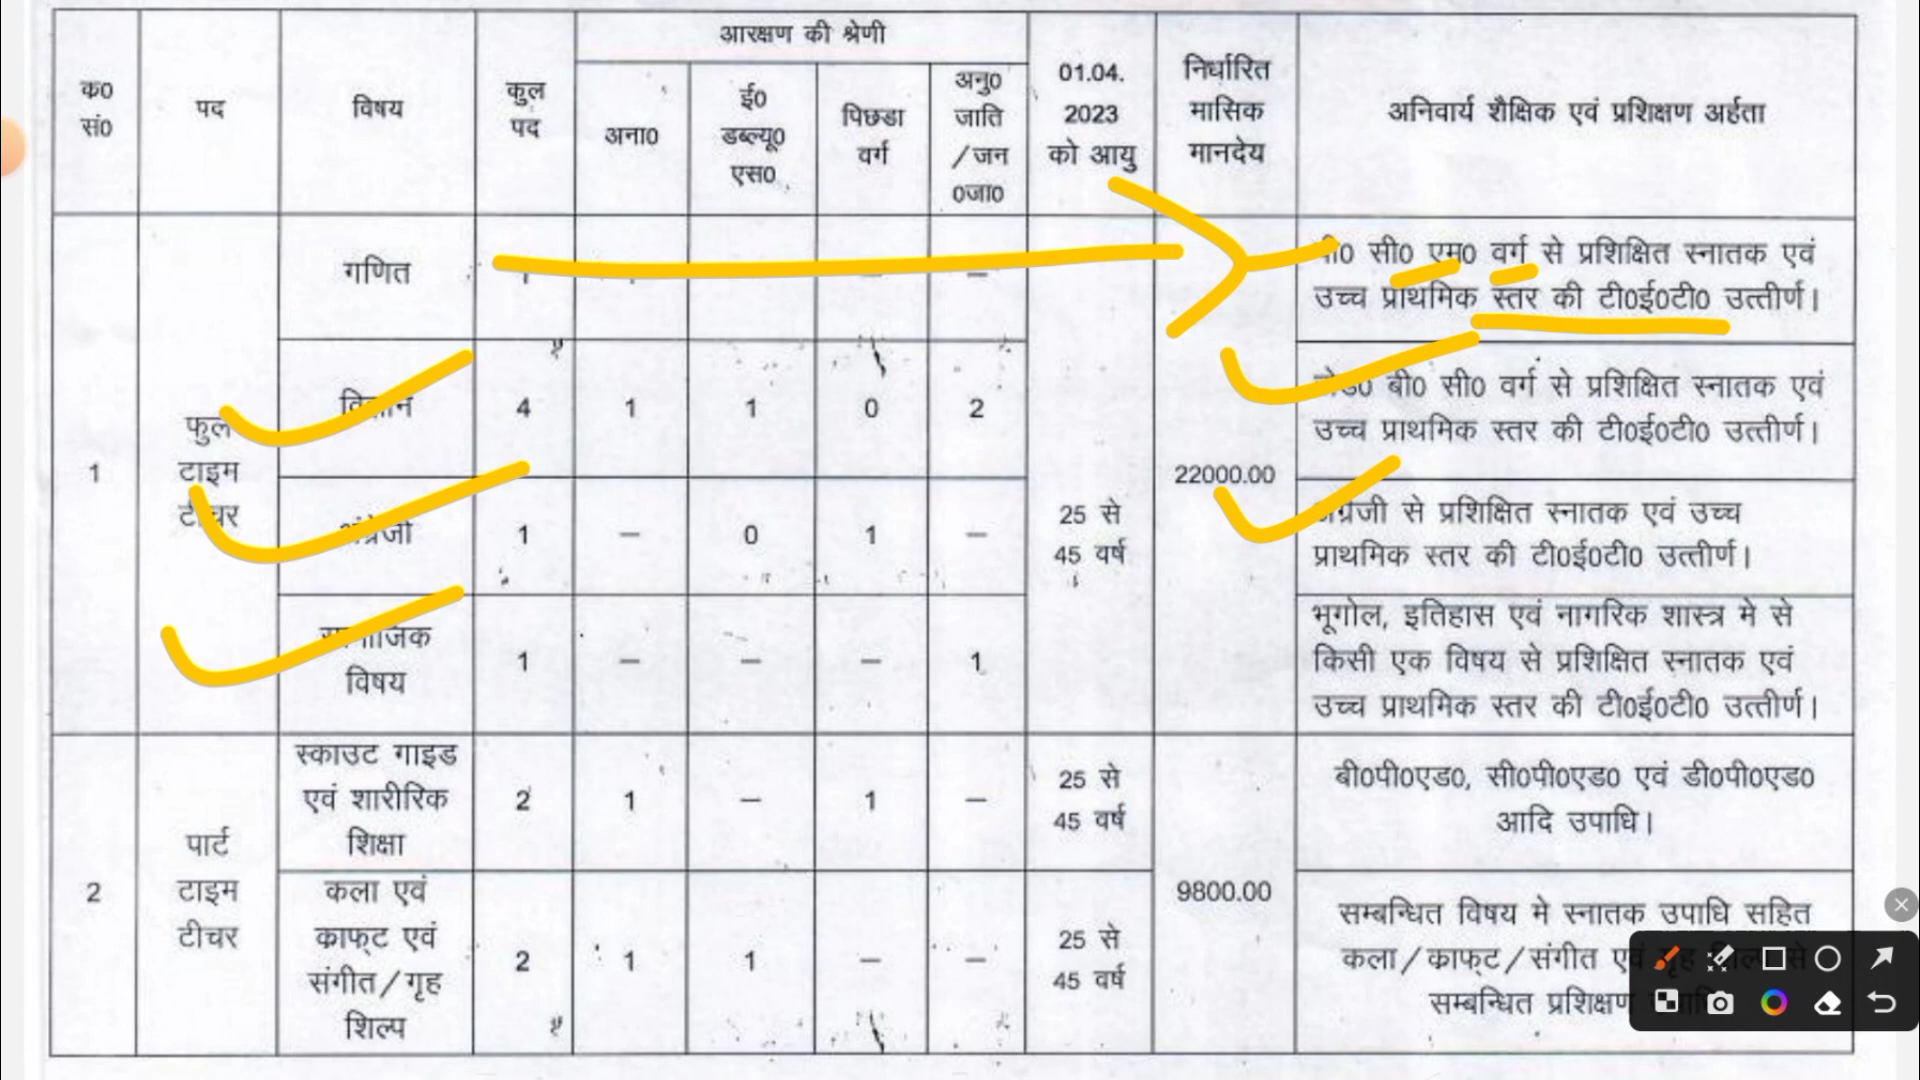 आरक्षण की श्रेणी
क0 सं0
पद
विषय
कुल पद
अना0
ई0 डब्ल्यू0 एस0
पिछडा वर्ग
अनु0 जाति /जन 0जा0
01.04. 2023 को आयु
निर्धारित मासिक मानदेय
अनिवार्य शैक्षिक एवं प्रशिक्षण अर्हता
1
फुल
टाइम
टीचर
गणित
–
–
सी0 एम0 वर्ग से प्रशिक्षित स्नातक एवं
उच्च प्राथमिक स्तर की टी0ई0टी0 उत्तीर्ण।
विज्ञान
4
1
1
0
2
बी0 सी0 वर्ग से प्रशिक्षित स्नातक एवं
उच्च प्राथमिक स्तर की टी0ई0टी0 उत्तीर्ण।
25 से
45 वर्ष
22000.00
अंग्रेजी
1
–
0
1
–
अंग्रेजी से प्रशिक्षित स्नातक एवं उच्च
प्राथमिक स्तर की टी0ई0टी0 उत्तीर्ण।
सामाजिक
विषय
1
–
–
–
1
भूगोल, इतिहास एवं नागरिक शास्त्र मे से
किसी एक विषय से प्रशिक्षित स्नातक एवं
उच्च प्राथमिक स्तर की टी0ई0टी0 उत्तीर्ण।
2
पार्ट
टाइम
टीचर
स्काउट गाइड
एवं शारीरिक
शिक्षा
2
1
–
1
–
25 से
45 वर्ष
9800.00
बी0पी0एड0, सी0पी0एड0 एवं डी0पी0एड0
आदि उपाधि।
कला एवं
क्राफ्ट एवं
संगीत/गृह
शिल्प
2
1
1
–
–
25 से
45 वर्ष
सम्बन्धित विषय मे स्नातक उपाधि सहित
कला/क्राफ्ट/संगीत एवं गृह शिल्प से
सम्बन्धित प्रशिक्षण